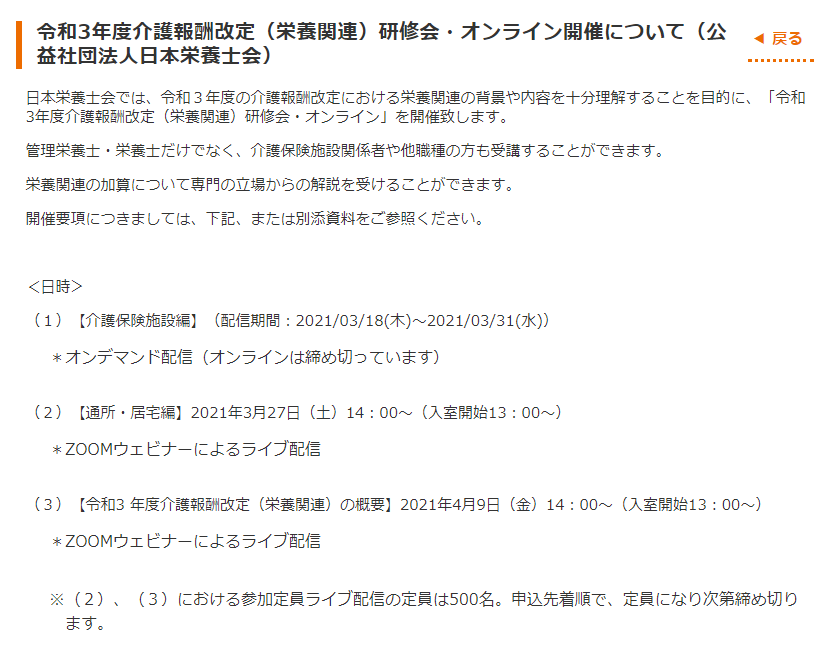 令和3年度介護報酬改定（栄養関連）研修会・オンライン開催について（公
益社団法人日本栄養士会）
◀ 戻る
日本栄養士会では、令和３年度の介護報酬改定における栄養関連の背景や内容を十分理解することを目的に、「令和
3年度介護報酬改定（栄養関連）研修会・オンライン」を開催致します。
管理栄養士・栄養士だけでなく、介護保険施設関係者や他職種の方も受講することができます。
栄養関連の加算について専門の立場からの解説を受けることができます。
開催要項につきましては、下記、または別添資料をご参照ください。
＜日時＞
（１）【介護保険施設編】（配信期間：2021/03/18(木)～2021/03/31(水)）
＊オンデマンド配信（オンラインは締め切っています）
（２）【通所・居宅編】2021年3月27日（土）14：00～（入室開始13：00～）
＊ZOOMウェビナーによるライブ配信
（３）【令和3 年度介護報酬改定（栄養関連）の概要】2021年4月9日（金）14：00～（入室開始13：00～）
＊ZOOMウェビナーによるライブ配信
※（２）、（３）における参加定員ライブ配信の定員は500名。申込先着順で、定員になり次第締め切り
ます。